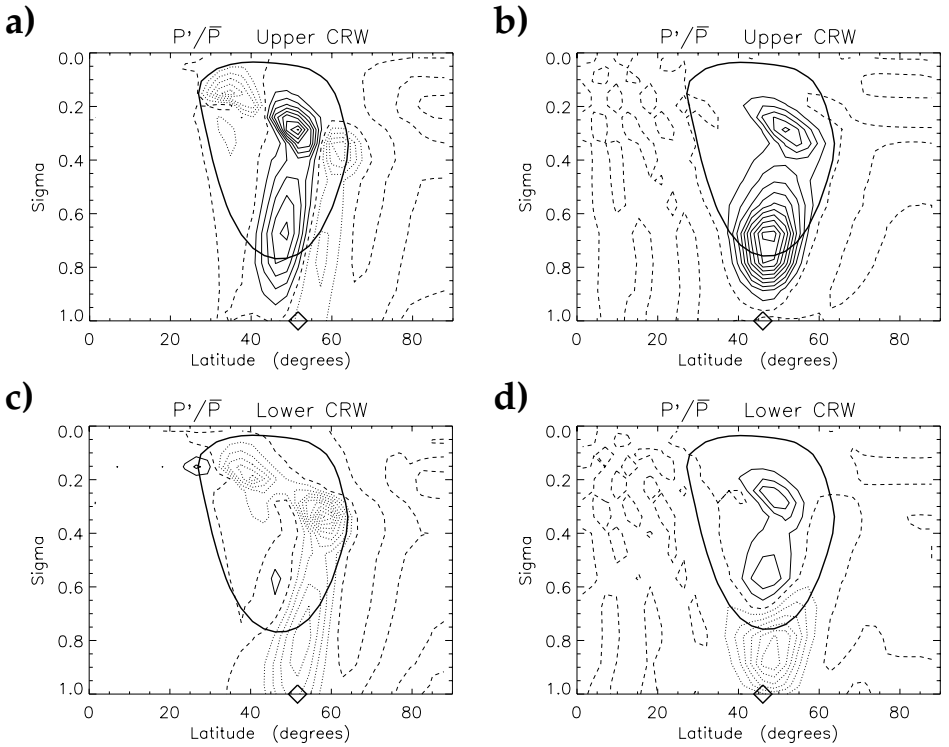 a)
P'/P̅ Upper CRW
0.0
0.2
0.4
0.6
0.8
1.0
Sigma
0 20 40 60 80
Latitude (degrees)
b)
P'/P̅ Upper CRW
0.0
0.2
0.4
0.6
0.8
1.0
Sigma
0 20 40 60 80
Latitude (degrees)
c)
P'/P̅ Lower CRW
0.0
0.2
0.4
0.6
0.8
1.0
Sigma
0 20 40 60 80
Latitude (degrees)
d)
P'/P̅ Lower CRW
0.0
0.2
0.4
0.6
0.8
1.0
Sigma
0 20 40 60 80
Latitude (degrees)